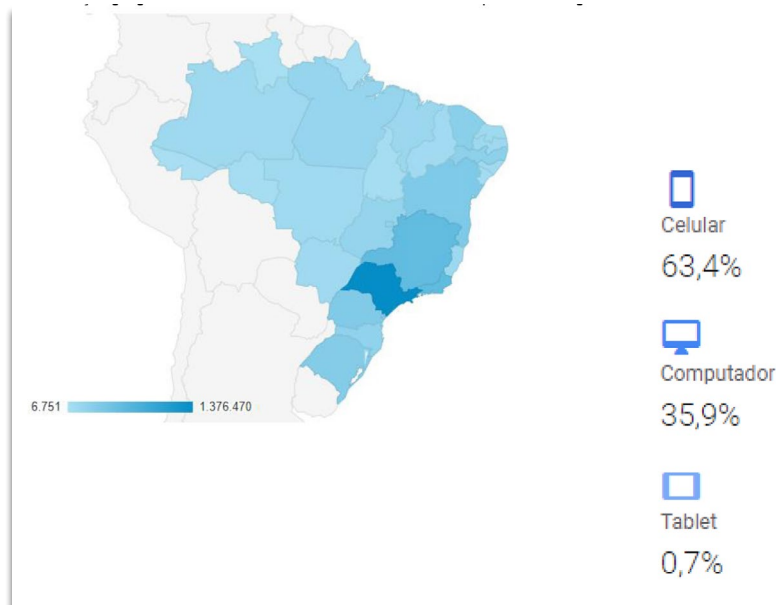 6.751 1.376.470
Celular
63,4%
Computador
35,9%
Tablet
0,7%